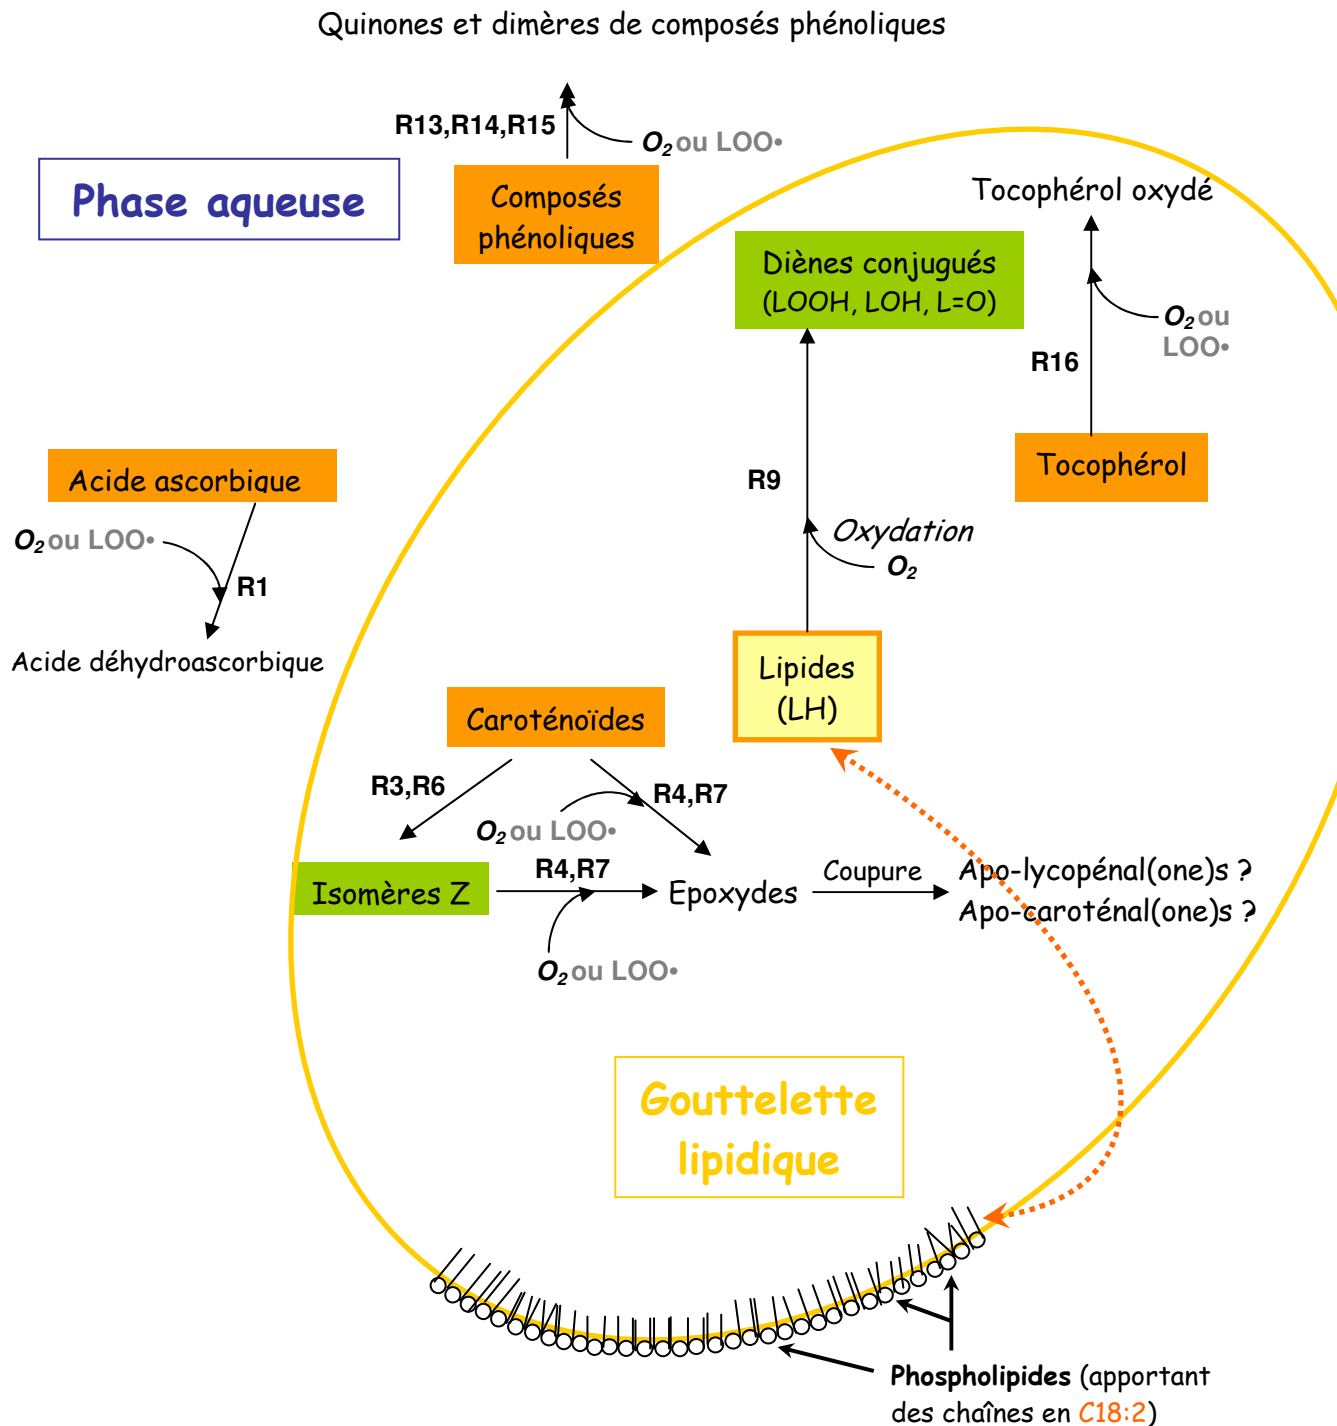 Quinones et dimères de composés phénoliques
R13,R14,R15
O₂ ou LOO•
Phase aqueuse
Composés
phénoliques
Tocophérol oxydé
Diènes conjugués
(LOOH, LOH, L=O)
O₂ ou
LOO•
R16
Tocophérol
Acide ascorbique
R9
Oxydation
O₂
O₂ ou LOO•
R1
Acide déhydroascorbique
Lipides
(LH)
Caroténoïdes
R3,R6
R4,R7
O₂ ou LOO•
Isomères Z
R4,R7
Epoxydes
Coupure
Apo-lycopénal(one)s ?
Apo-caroténal(one)s ?
O₂ ou LOO•
Gouttelette
lipidique
Phospholipides (apportant
des chaînes en C18:2)